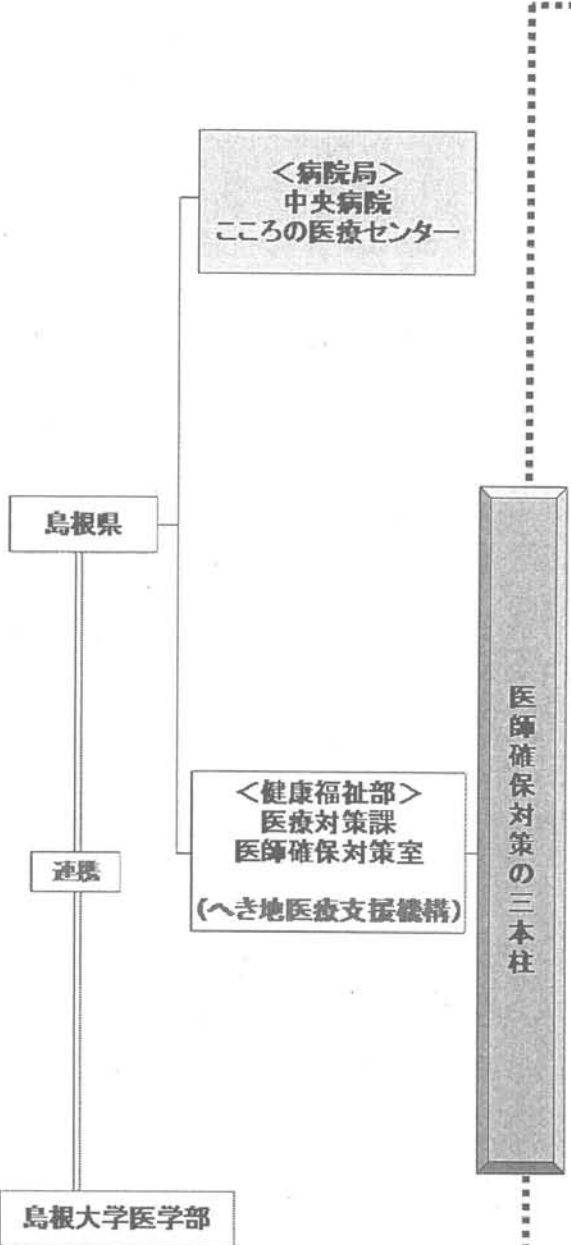 <病院局>
中央病院
こころの医療センター
島根県
<健康福祉部>
医療対策課
医師確保対策室
(へき地医療支援機構)
連携
医師確保対策の三本柱
島根大学医学部